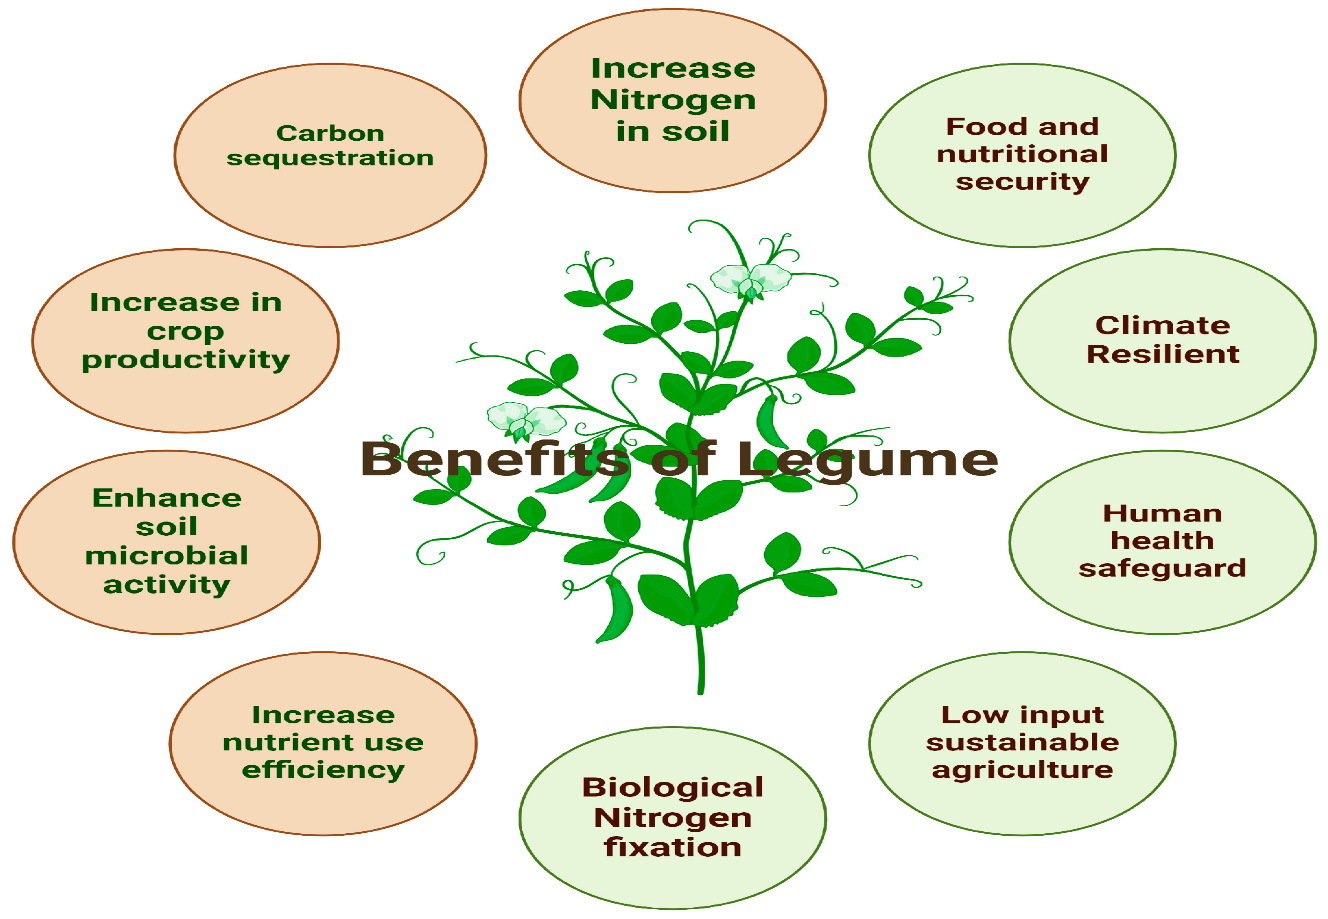 Increase
Nitrogen
in soil
Food and
nutritional
security
Climate
Resilient
Human
health
safeguard
Low input
sustainable
agriculture
Biological
Nitrogen
fixation
Increase
nutrient use
efficiency
Enhance
soil
microbial
activity
Increase in
crop
productivity
Carbon
sequestration
Benefits of Legume